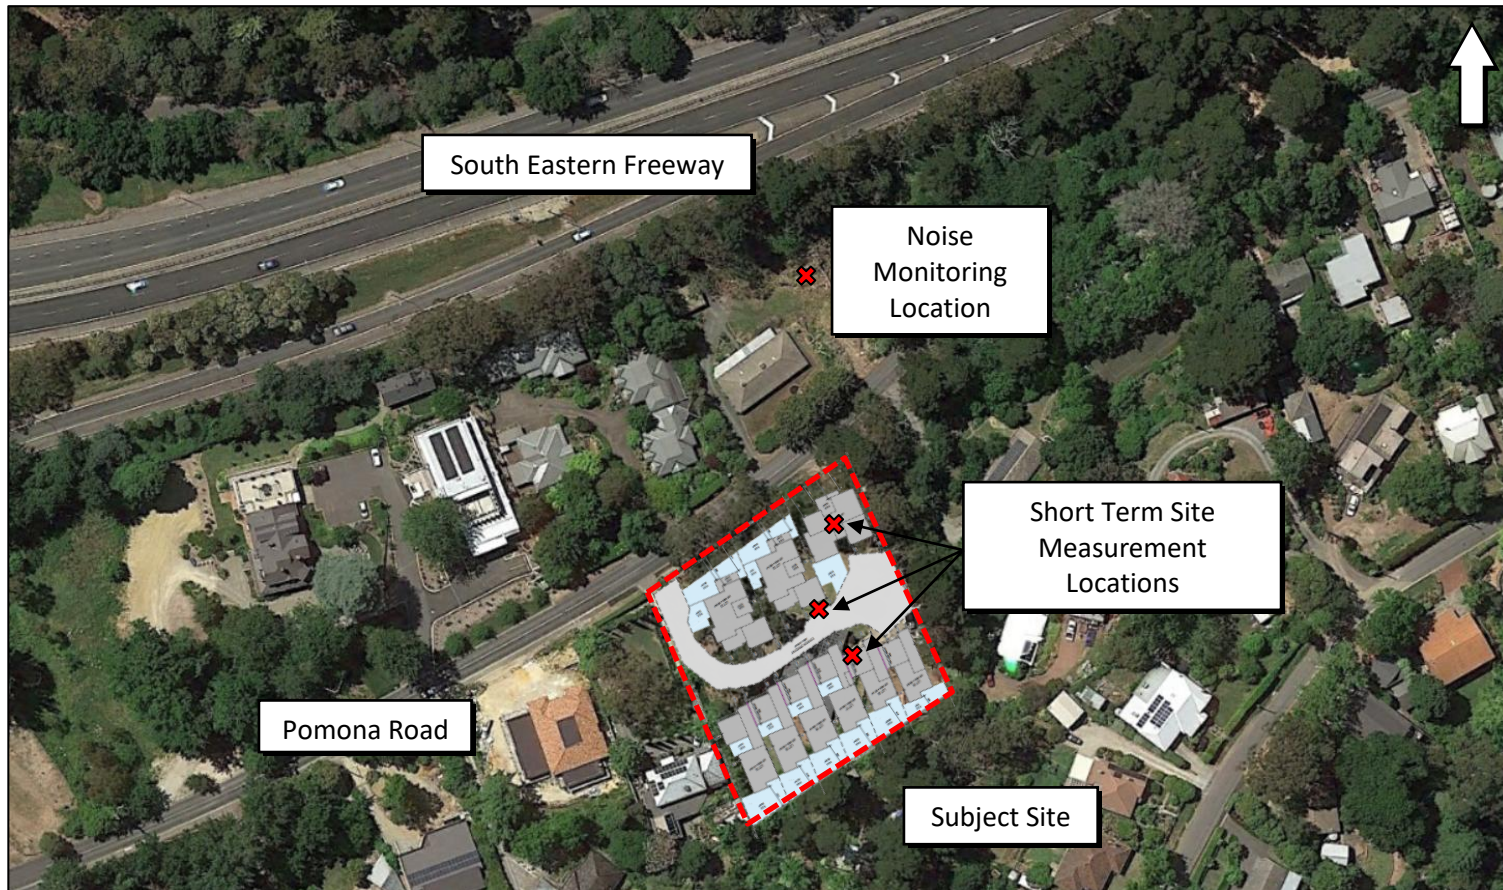 South Eastern Freeway
Noise
Monitoring
Location
Short Term Site
Measurement
Locations
Pomona Road
Subject Site